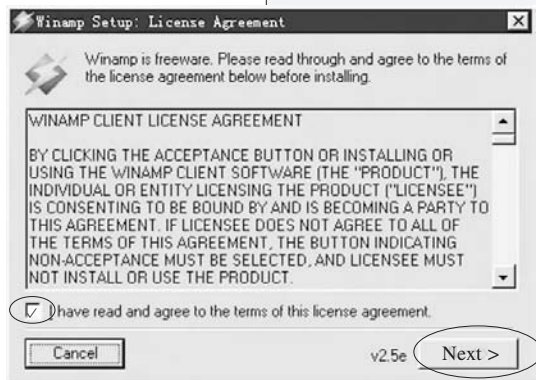 Winamp Setup: License Agreement
Winamp is freeware. Please read through and agree to the terms of
the license agreement below before installing.
WINAMP CLIENT LICENSE AGREEMENT
BY CLICKING THE ACCEPTANCE BUTTON OR INSTALLING OR
USING THE WINAMP CLIENT SOFTWARE (THE "PRODUCT"), THE
INDIVIDUAL OR ENTITY LICENSING THE PRODUCT ("LICENSEE")
IS CONSENTING TO BE BOUND BY AND IS BECOMING A PARTY TO
THIS AGREEMENT. IF LICENSEE DOES NOT AGREE TO ALL OF
THE TERMS OF THIS AGREEMENT, THE BUTTON INDICATING
NON-ACCEPTANCE MUST BE SELECTED, AND LICENSEE MUST
NOT INSTALL OR USE THE PRODUCT.
I have read and agree to the terms of this license agreement.
Cancel
v2.5e
Next >